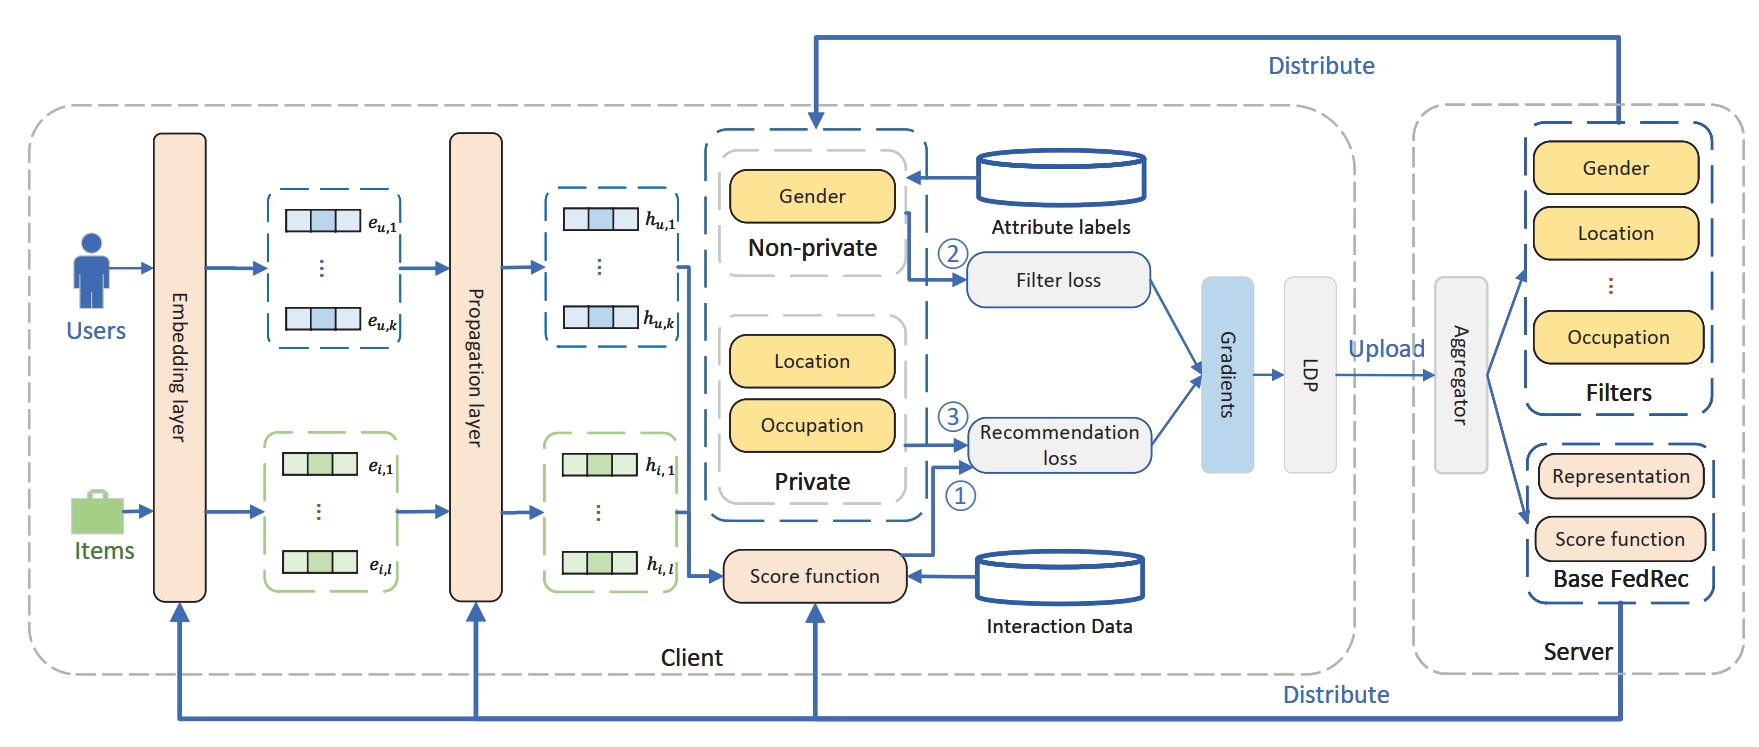 Distribute
Users
Items
Embedding layer
e_{u,1}
⋮
e_{u,k}
e_{i,1}
⋮
e_{i,l}
Propagation layer
h_{u,1}
⋮
h_{u,k}
h_{i,1}
⋮
h_{i,l}
Gender
Non-private
Location
Occupation
Private
Score function
Attribute labels
②
Filter loss
③
Recommendation
loss
①
Interaction Data
Gradients
LDP
Client
Upload
Aggregator
Gender
Location
⋮
Occupation
Filters
Representation
Score function
Base FedRec
Server
Distribute